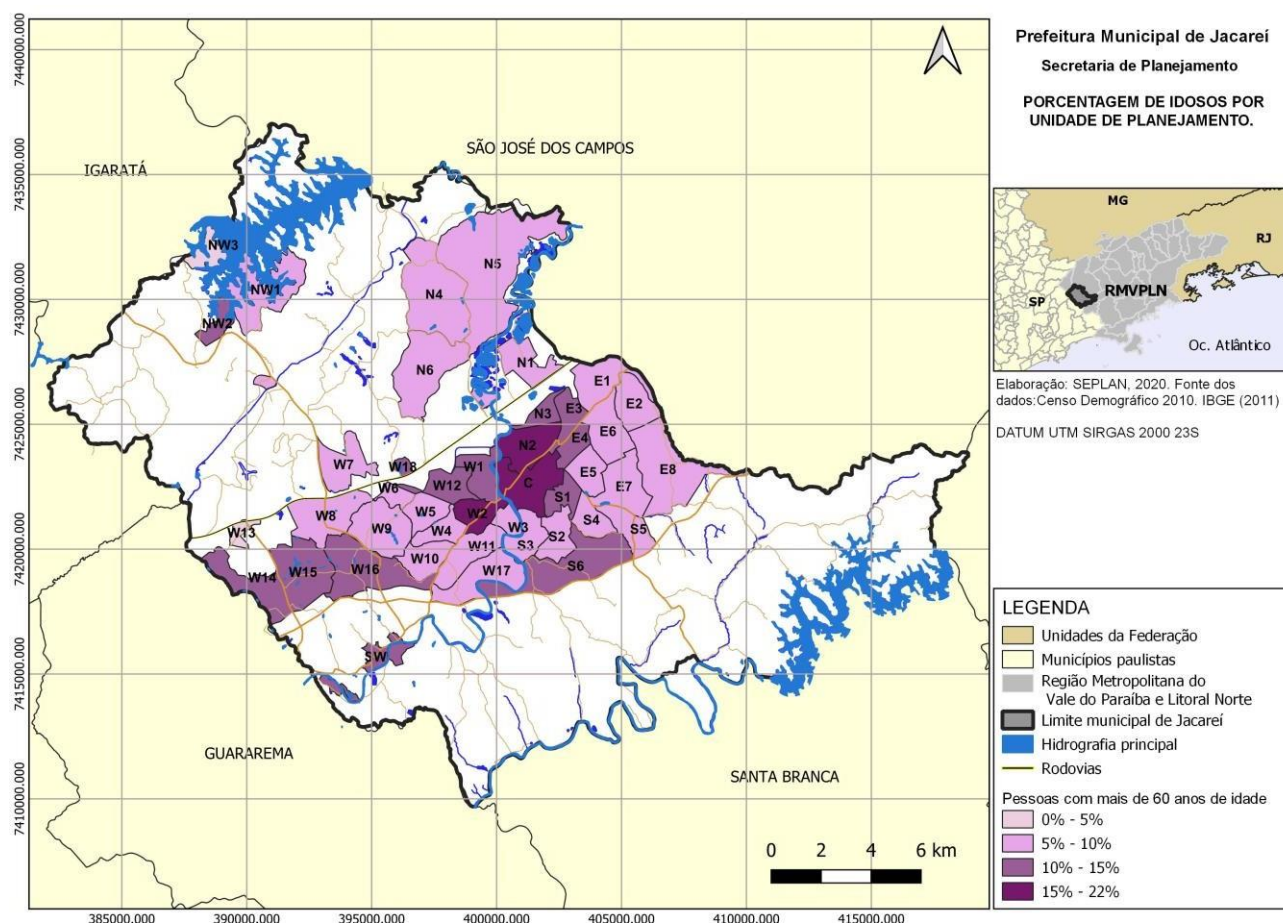 Prefeitura Municipal de Jacareí
Secretaria de Planejamento
PORCENTAGEM DE IDOSOS POR
UNIDADE DE PLANEJAMENTO.
7440000.000
7435000.000
7430000.000
7425000.000
7420000.000
7415000.000
7410000.000
IGARATÁ
SÃO JOSÉ DOS CAMPOS
NW3
NW1
NW2
N5
N4
N6
N1
E1
E2
N3
E3
E4
E6
N2
W7
W18
W1
W6
W12
C
E5
E8
E7
S1
W2
W8
W9
W5
W4
W3
S2
S4
S5
W13
W10
W11
S3
W14
W15
W16
W17
S6
SW
GUARAREMA
SANTA BRANCA
0 2 4 6 km
385000.000 390000.000 395000.000 400000.000 405000.000 410000.000 415000.000
MG
RJ
SP
RMVPLN
Oc. Atlântico
Elaboração: SEPLAN, 2020. Fonte dos
dados:Censo Demográfico 2010. IBGE (2011)
DATUM UTM SIRGAS 2000 23S
LEGENDA
Unidades da Federação
Municípios paulistas
Região Metropolitana do
Vale do Paraíba e Litoral Norte
Limite municipal de Jacareí
Hidrografia principal
Rodovias
Pessoas com mais de 60 anos de idade
0% - 5%
5% - 10%
10% - 15%
15% - 22%